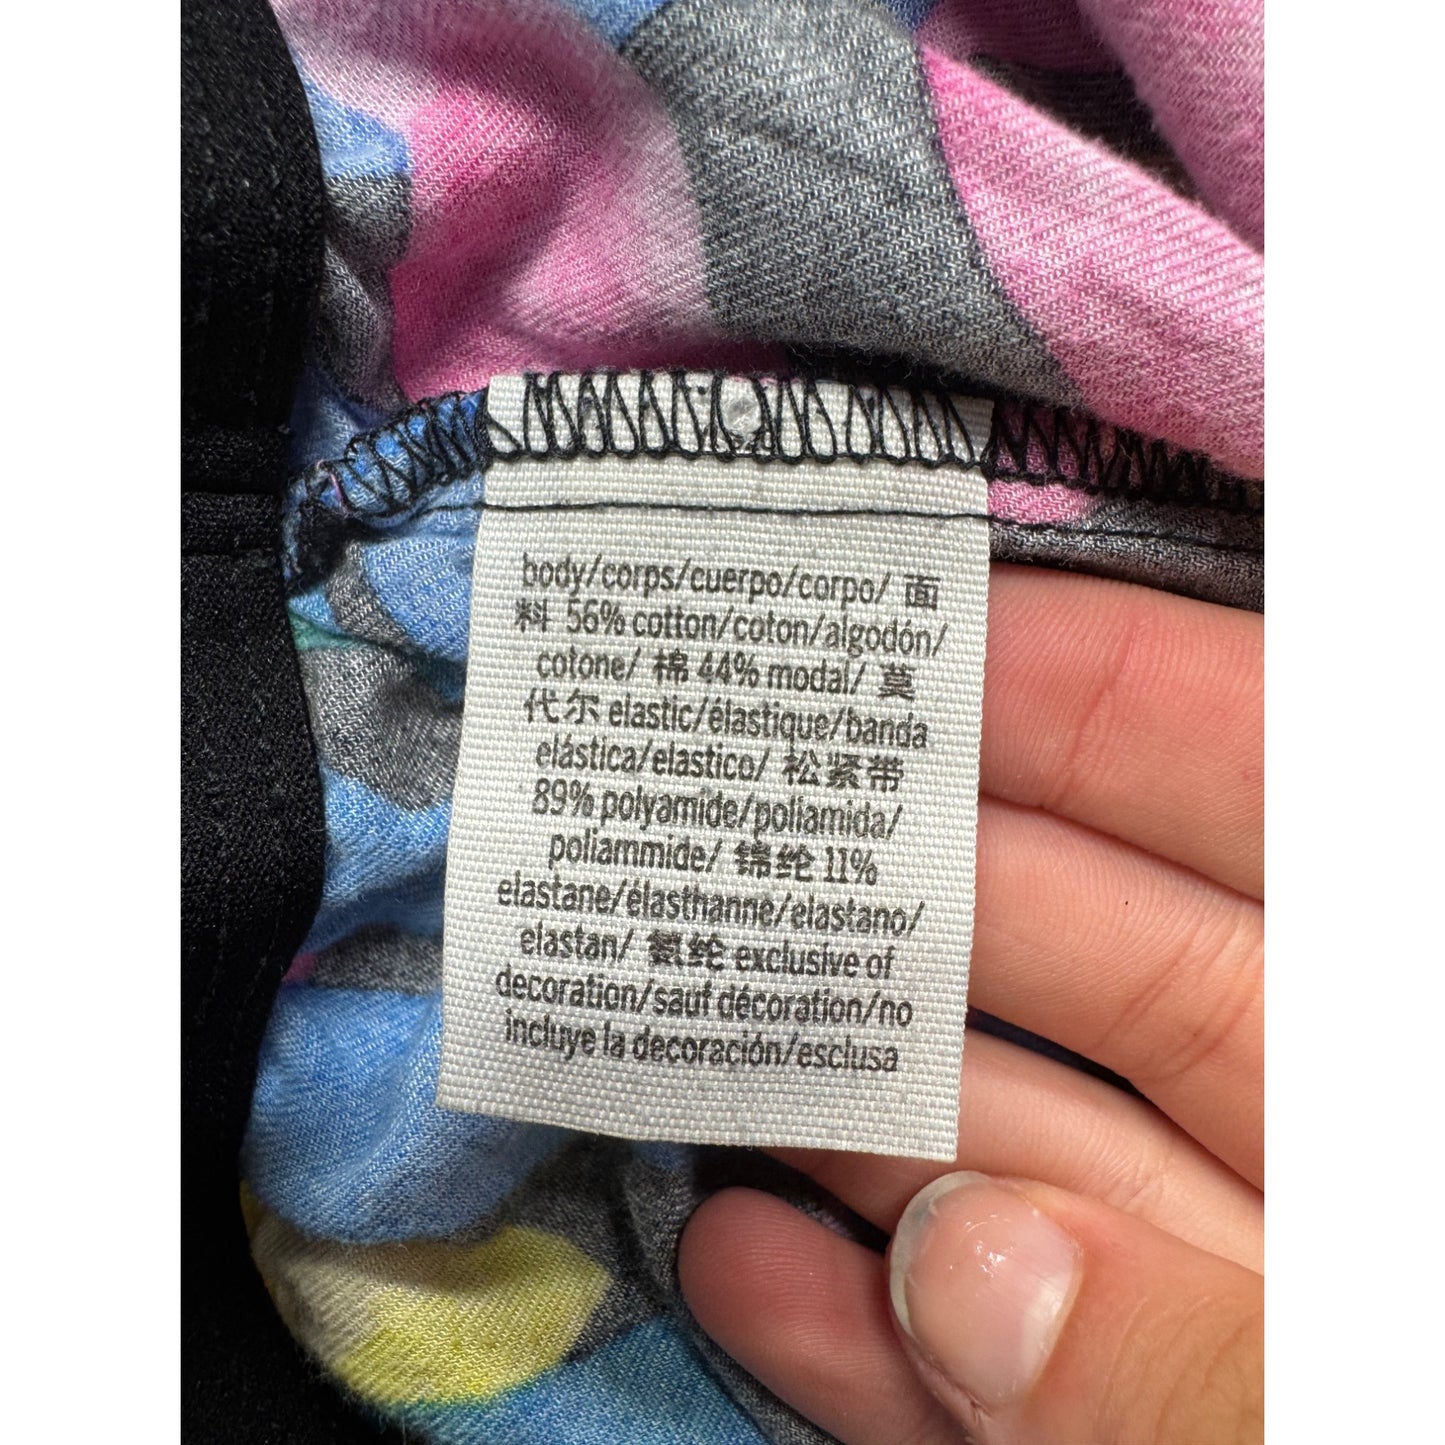 body/corps/cuerpo/corpo/ 面
料 56% cotton/coton/algodón/
cotone/ 棉 44% modal/ 莫
代尔 elastic/élastique/banda
elástica/elastico/ 松紧带
89% polyamide/poliamida/
poliammide/ 锦纶 11%
elastane/élasthanne/elastano/
elastan/ 氨纶 exclusive of
decoration/sauf décoration/no
incluye la decoración/esclusa